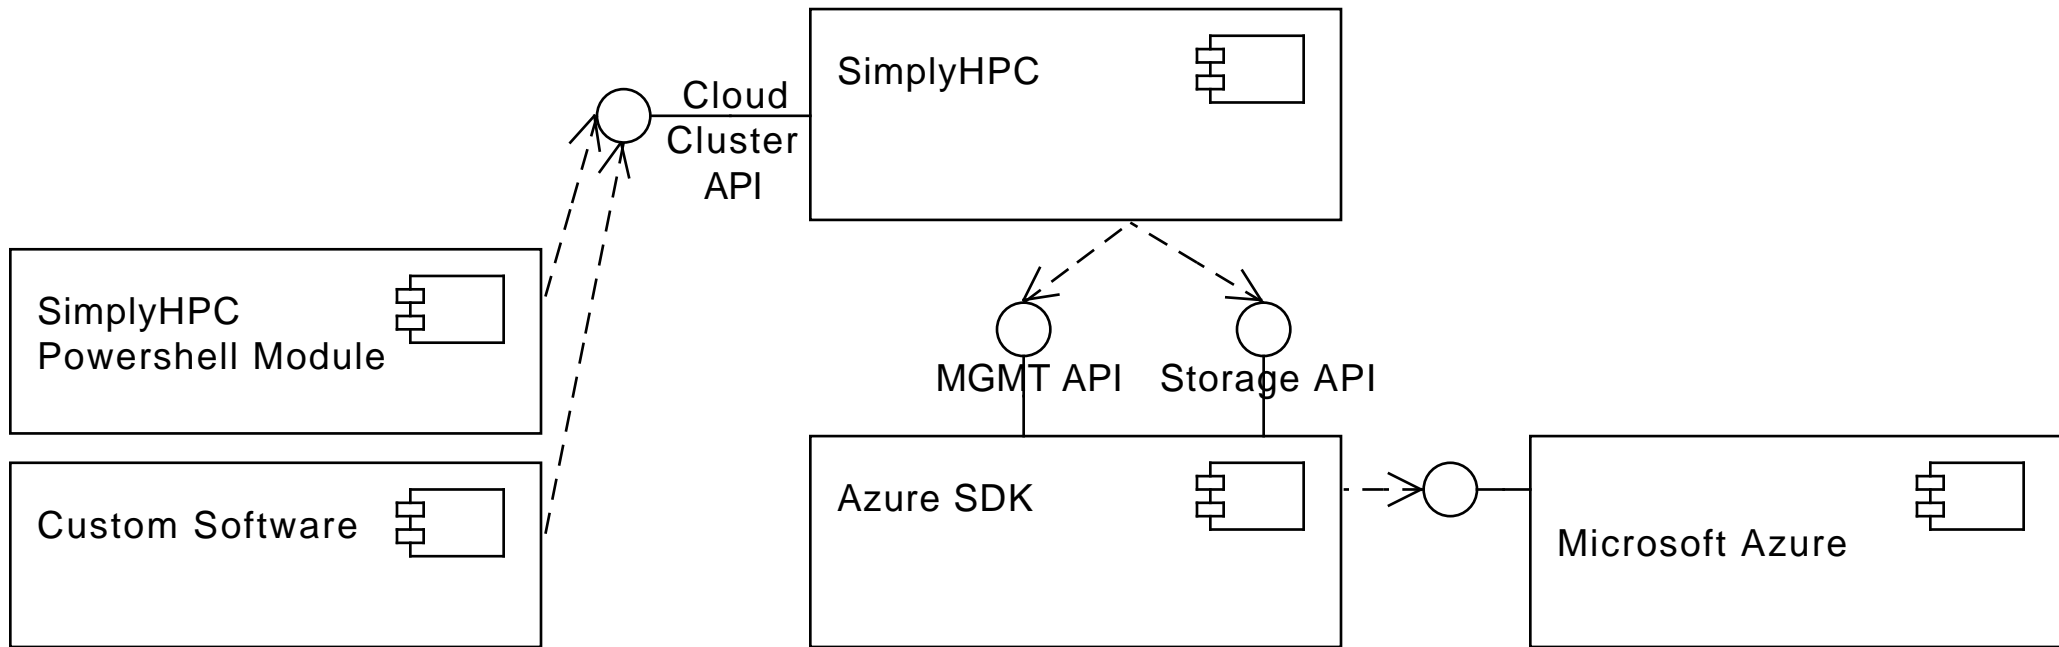 SimplyHPC
Cloud
Cluster
API
SimplyHPC
Powershell Module
MGMT API
Storage API
Custom Software
Azure SDK
Microsoft Azure